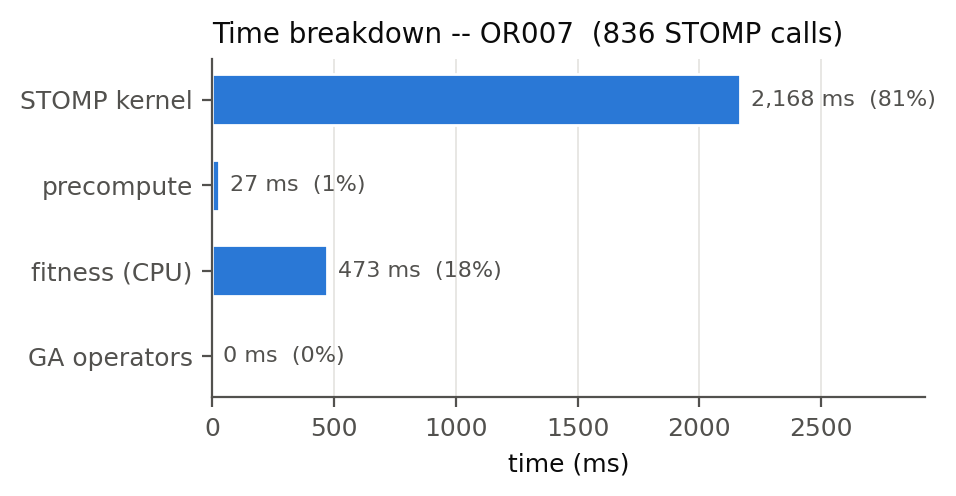 Time breakdown -- OR007  (836 STOMP calls)
STOMP kernel
2,168 ms  (81%)
precompute
27 ms  (1%)
fitness (CPU)
473 ms  (18%)
GA operators
0 ms  (0%)
0 500 1000 1500 2000 2500
time (ms)